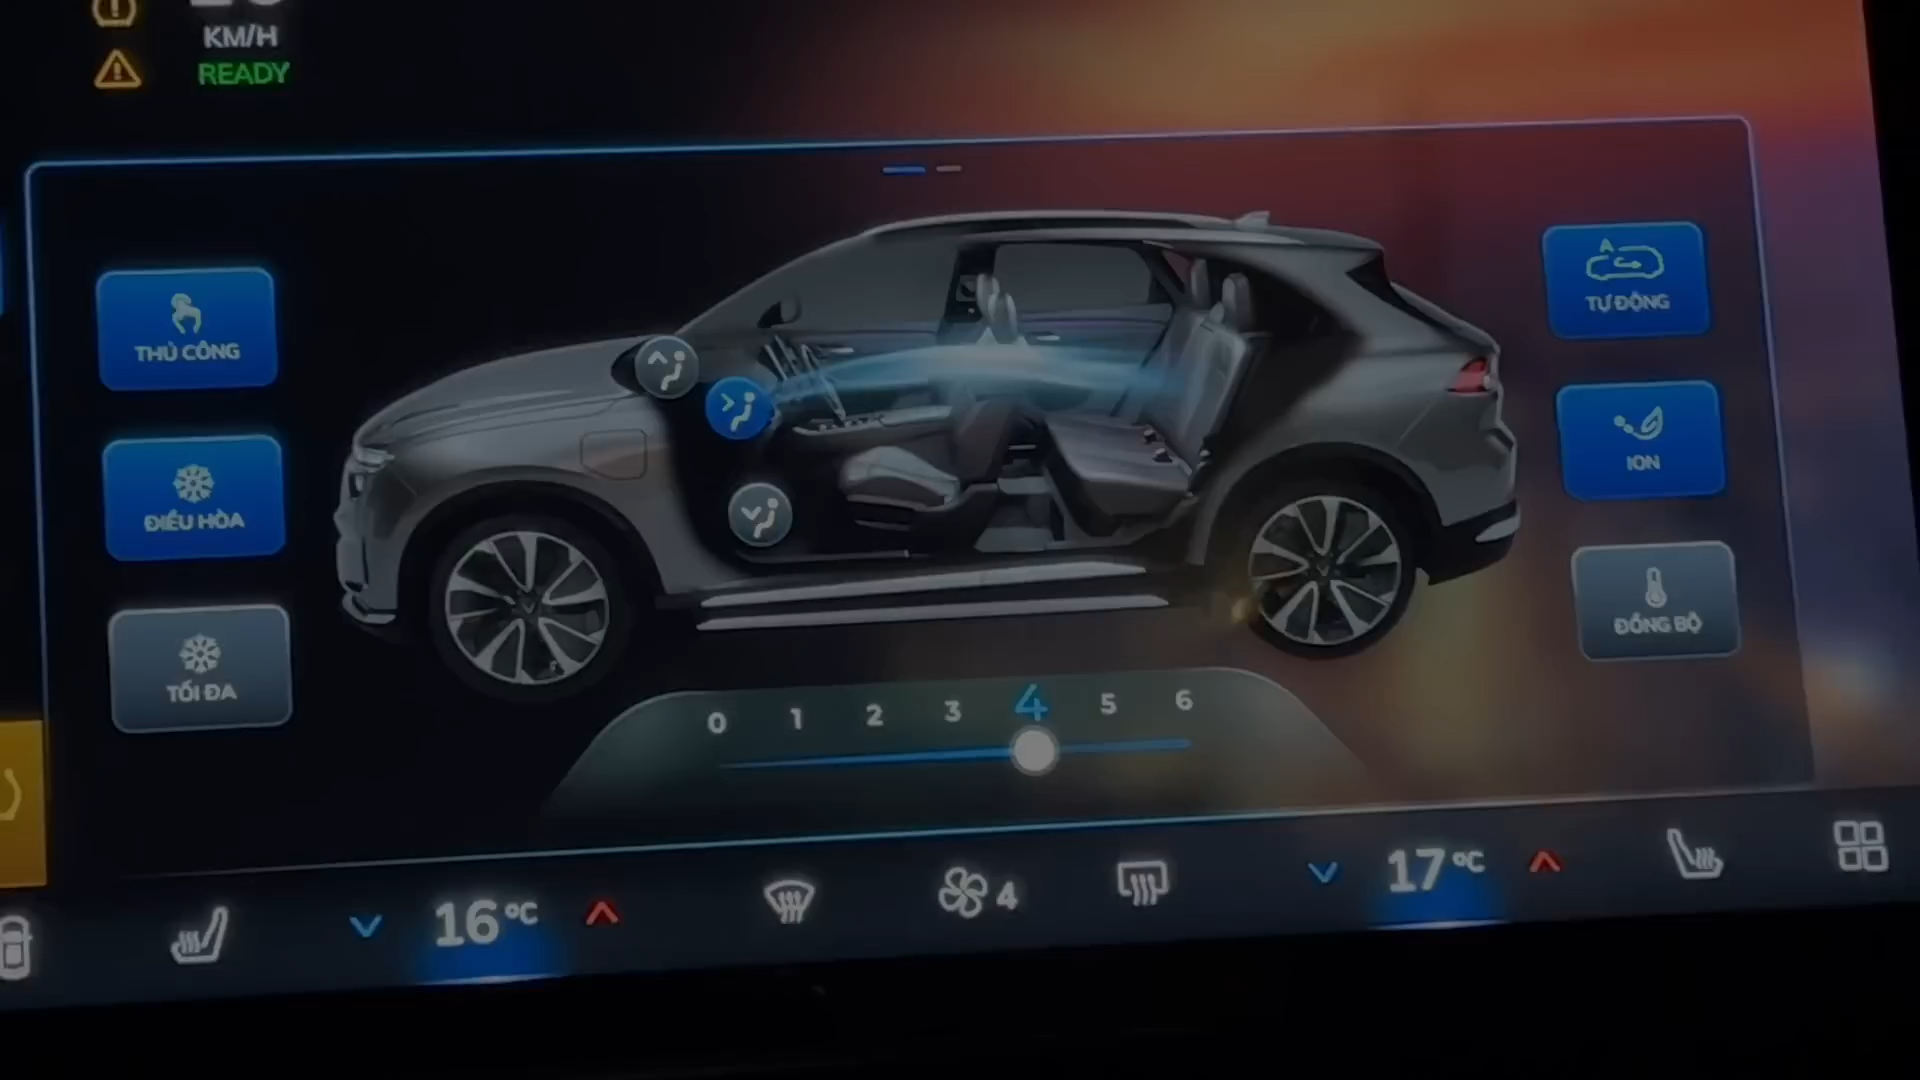 KM/H
READY
THỦ CÔNG
TỰ ĐỘNG
ĐIỀU HÒA
ION
TỐI ĐA
ĐỒNG BỘ
0 1 2 3 4 5 6
16°C
4
17°C